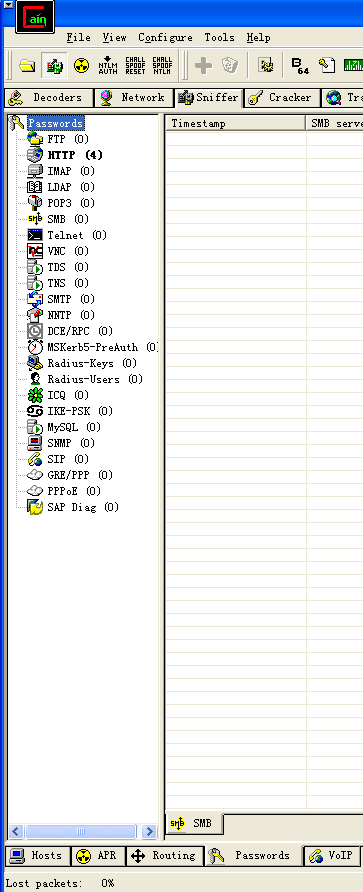 Cain
File View Configure Tools Help
NTLM AUTH CHALL SPOOF RESET CHALL SPOOF NTLM B64
Decoders Network Sniffer Cracker Tra
Passwords
Timestamp SMB serve
FTP (0)
HTTP (4)
IMAP (0)
LDAP (0)
POP3 (0)
SMB (0)
Telnet (0)
VNC (0)
TDS (0)
TNS (0)
SMTP (0)
NNTP (0)
DCE/RPC (0)
MSKerb5-PreAuth (0)
Radius-Keys (0)
Radius-Users (0)
ICQ (0)
IKE-PSK (0)
MySQL (0)
SNMP (0)
SIP (0)
GRE/PPP (0)
PPPoE (0)
SAP Diag (0)
SMB
Hosts APR Routing Passwords VoIP
Lost packets: 0%